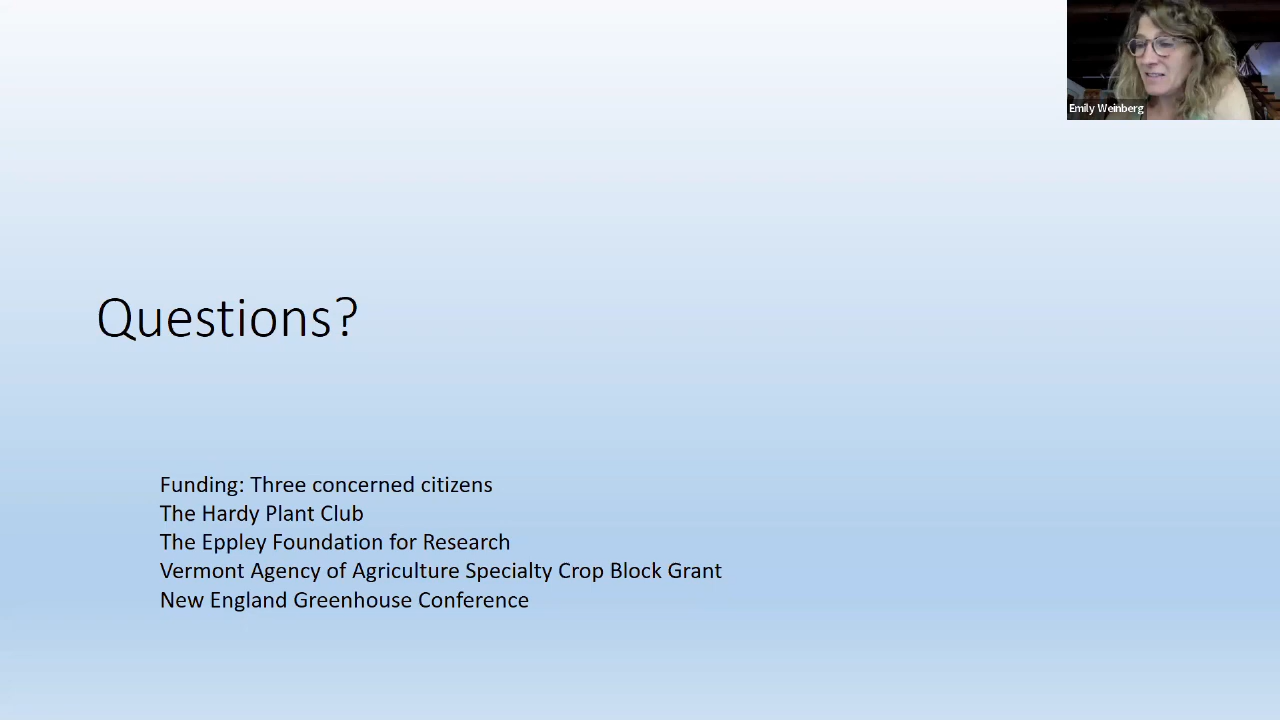 Emily Weinberg
Questions?
Funding: Three concerned citizens
The Hardy Plant Club
The Eppley Foundation for Research
Vermont Agency of Agriculture Specialty Crop Block Grant
New England Greenhouse Conference